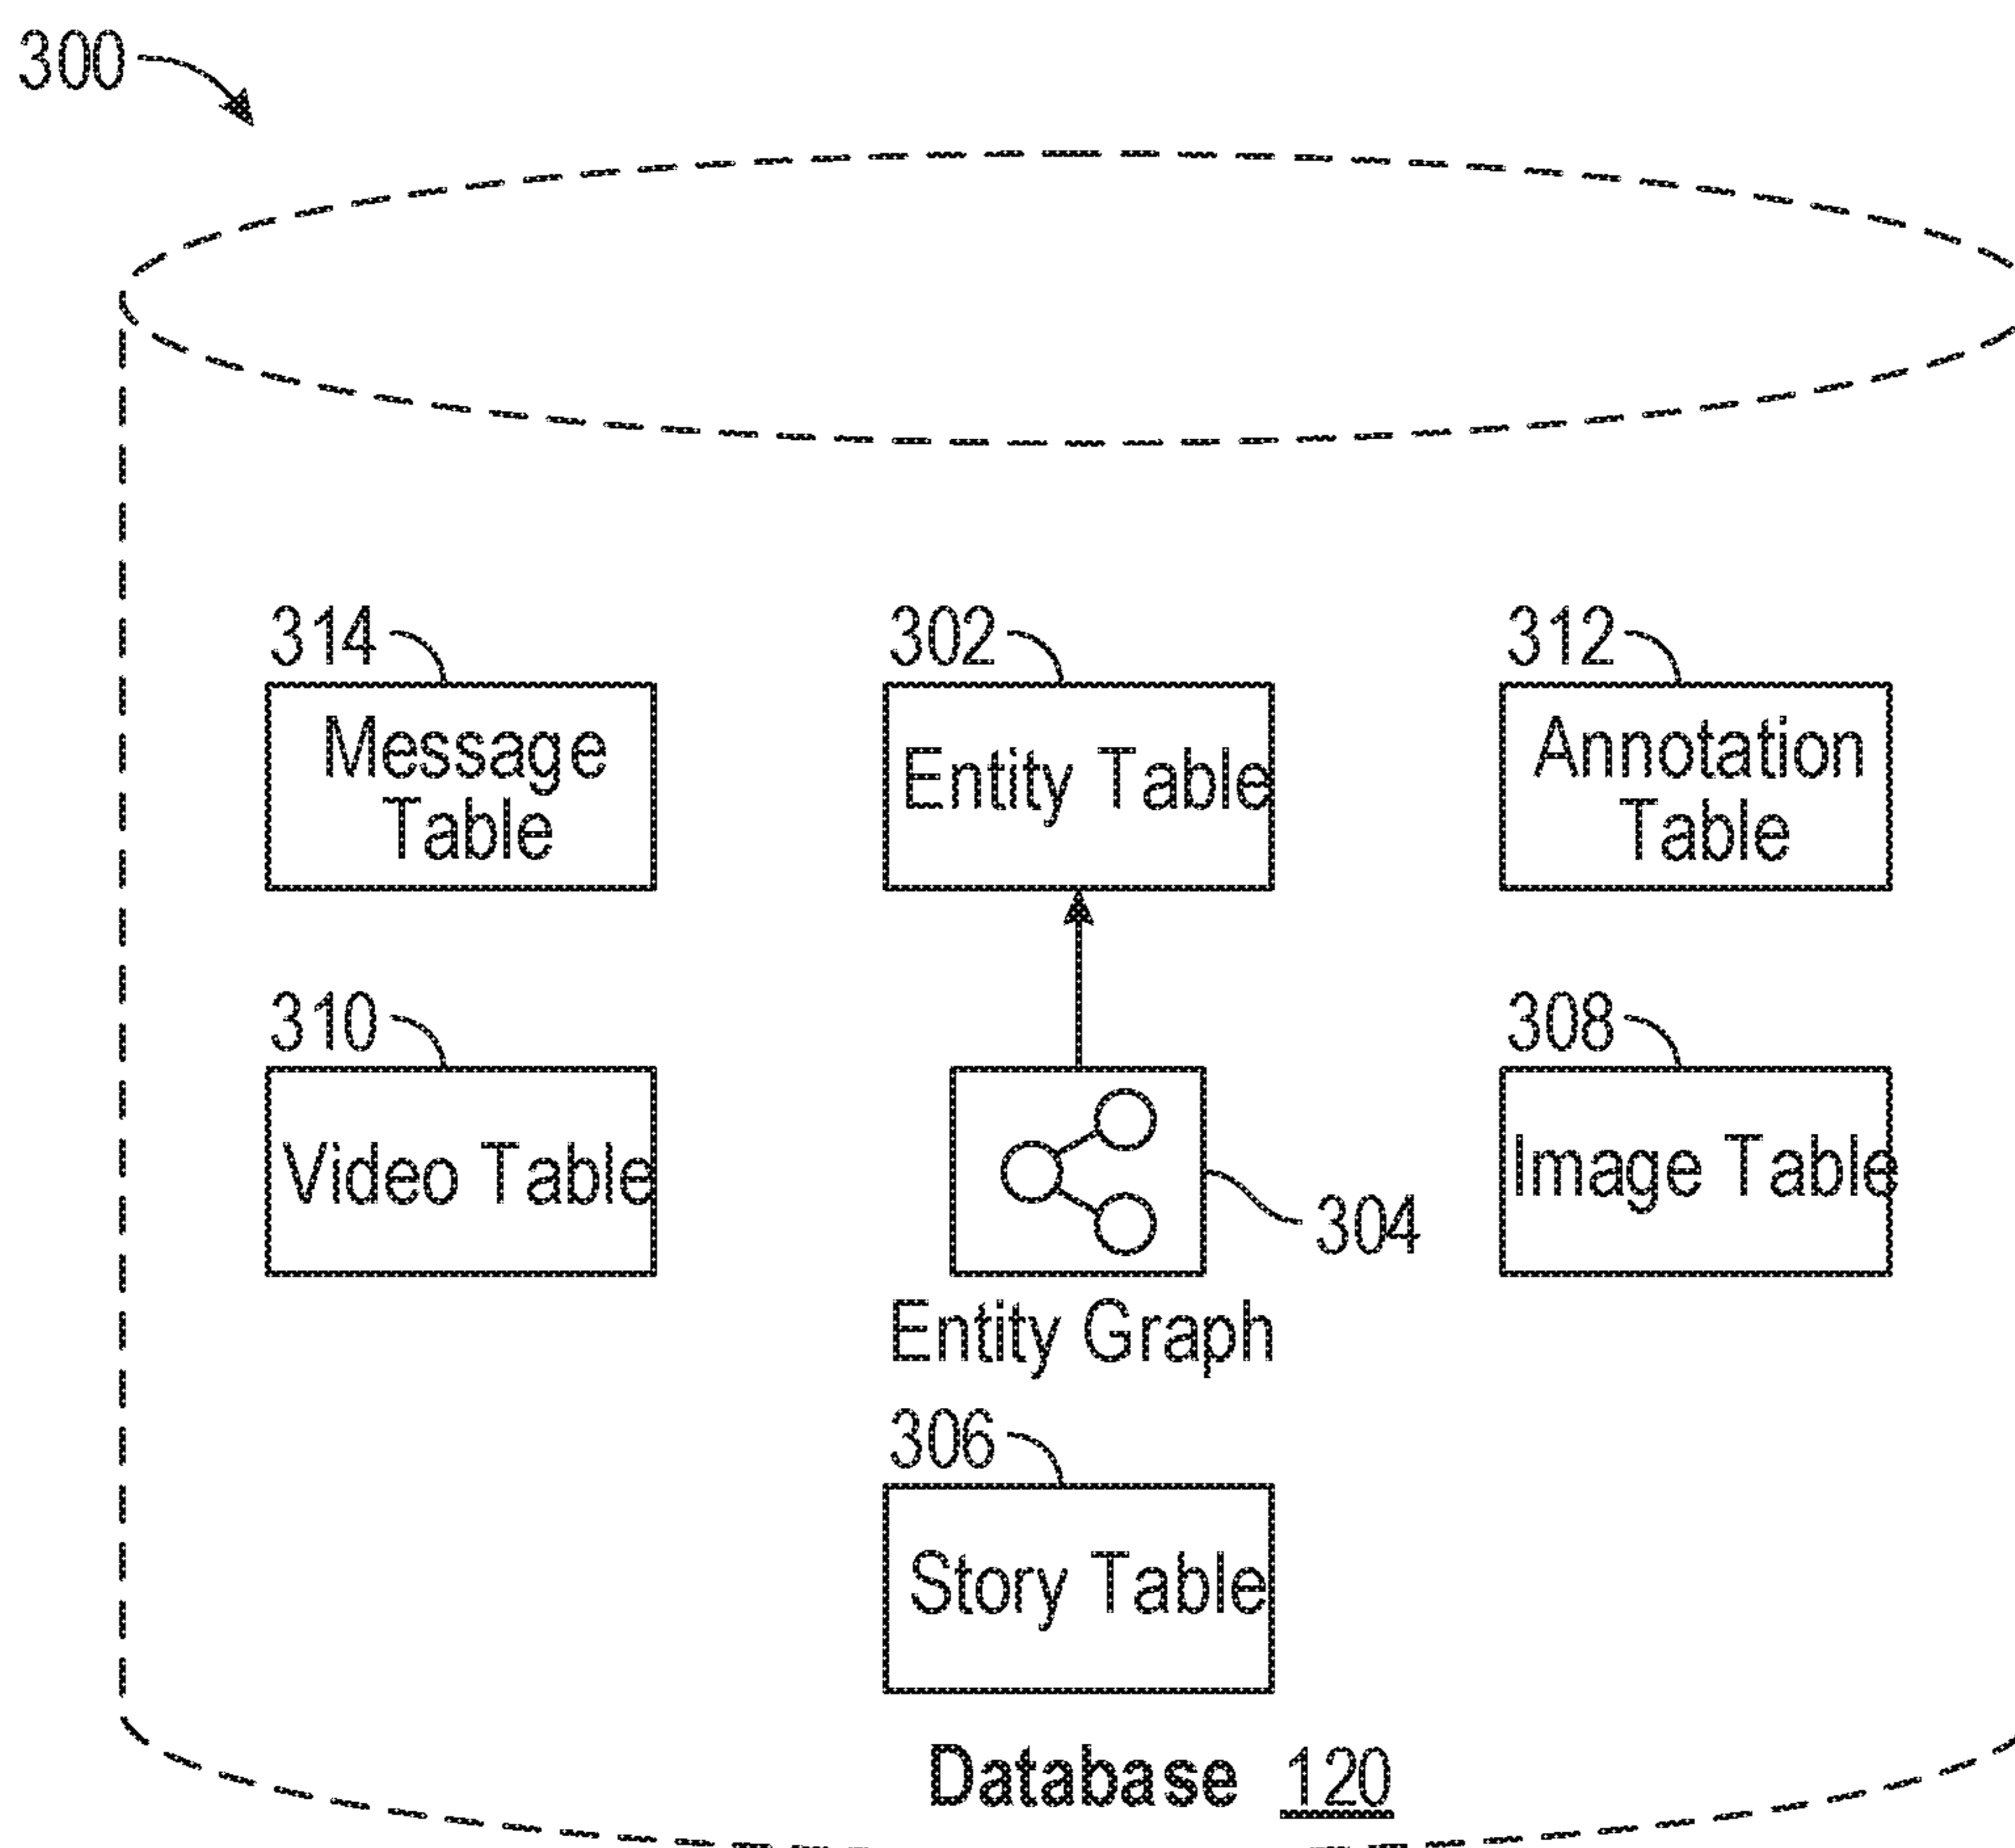 300
314
302
312
Message
Table
Entity Table
Annotation
Table
310
308
Video Table
Image Table
304
Entity Graph
306
Story Table
Database 120